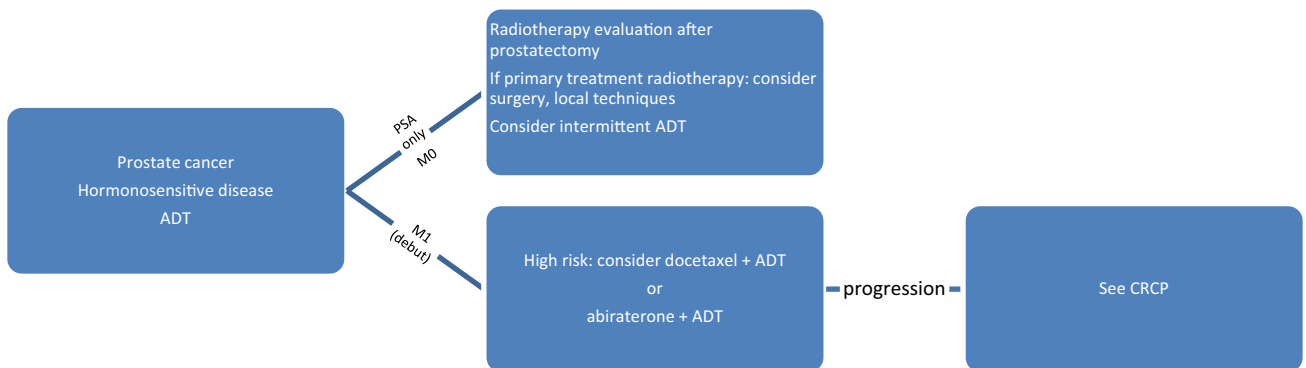 Prostate cancer
Hormonosensitive disease
ADT
PSA
only
M0
Radiotherapy evaluation after
prostatectomy
If primary treatment radiotherapy: consider
surgery, local techniques
Consider intermittent ADT
M1
(debut)
High risk: consider docetaxel + ADT
or
abiraterone + ADT
progression
See CRCP